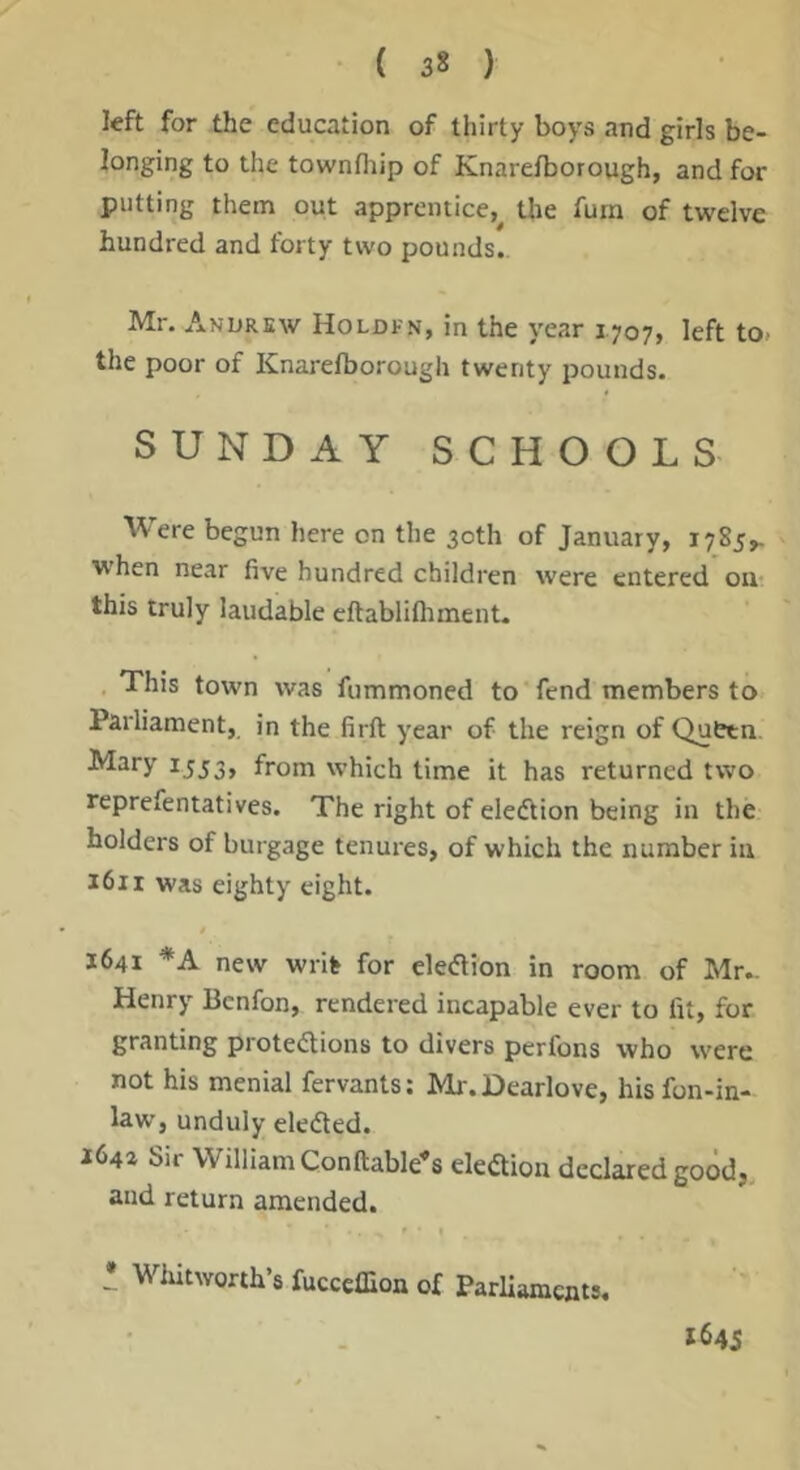 ( 38 )
left for the education of thirty boys and girls be-
longing to the townſhip of Knareſborough, and for
putting them out apprentice, the ſum of twelve
hundred and forty two pounds.
Mr. Andrew Holden, in the year 1707, left to
the poor of Knareſborough twenty pounds.
SUNDAY SCHOOLS
Were begun here on the 30th of January, 1785,
when near five hundred children were entered on
this truly laudable eſtabliſhment.
This town was ſummoned to ſend members to
Parliament, in the firſt year of the reign of Queen
Mary 1553, from which time it has returned two
repreſentatives. The right of election being in the
holders of burgage tenures, of which the number in
1611 was eighty eight.
1641 *A new writ for election in room of Mr.
Henry Benſon, rendered incapable ever to ſit, for
granting protections to divers perſons who were
not his menial ſervants: Mr. Dearlove, his ſon-in-
law, unduly elected.
1642 Sir William Conſtable's election declared good,
and return amended.
* Whitworth's ſucceſſion of Parliaments.
1645